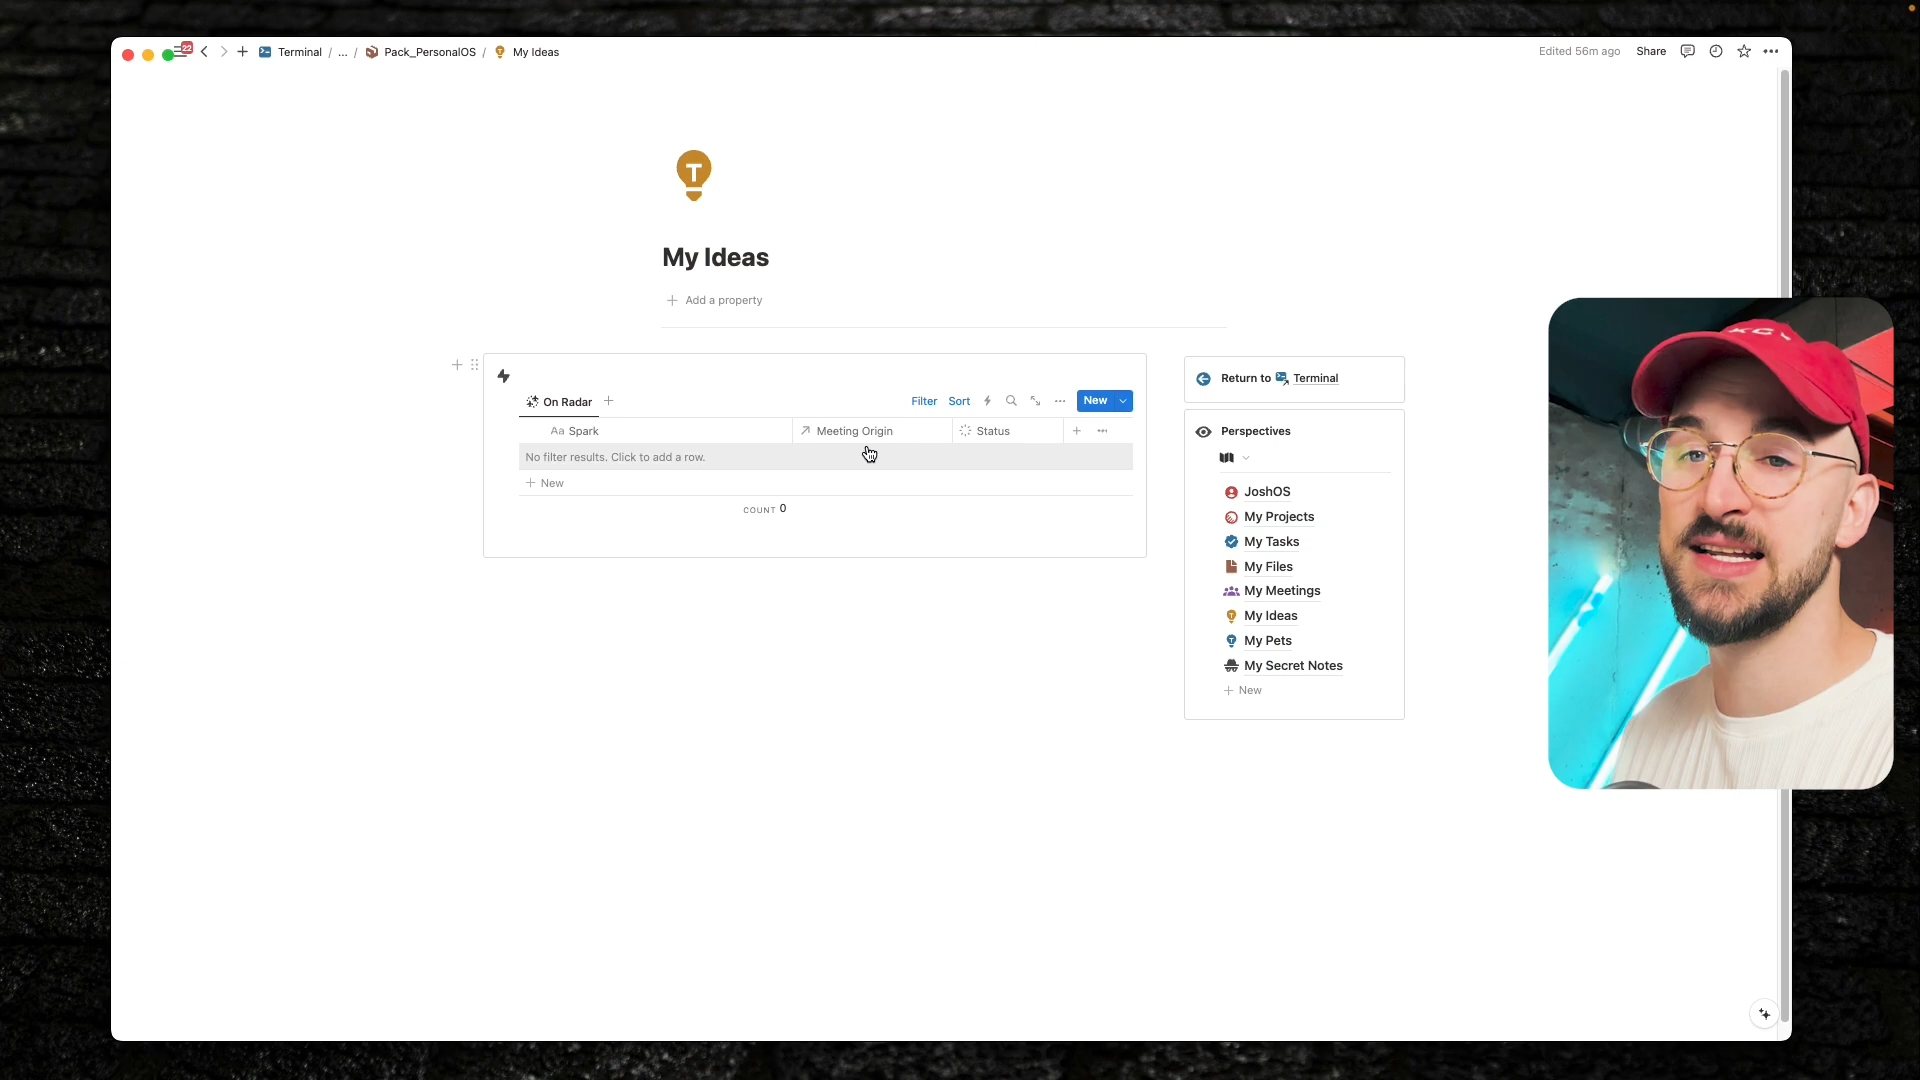 22
Terminal / ... / Pack_PersonalOS / My Ideas
Edited 56m ago Share
T
My Ideas
Add a property
On Radar
Filter Sort New
Aa Spark Meeting Origin Status
No filter results. Click to add a row.
New
COUNT 0
Return to Terminal
Perspectives
JoshOS
My Projects
My Tasks
My Files
My Meetings
My Ideas
My Pets
My Secret Notes
New